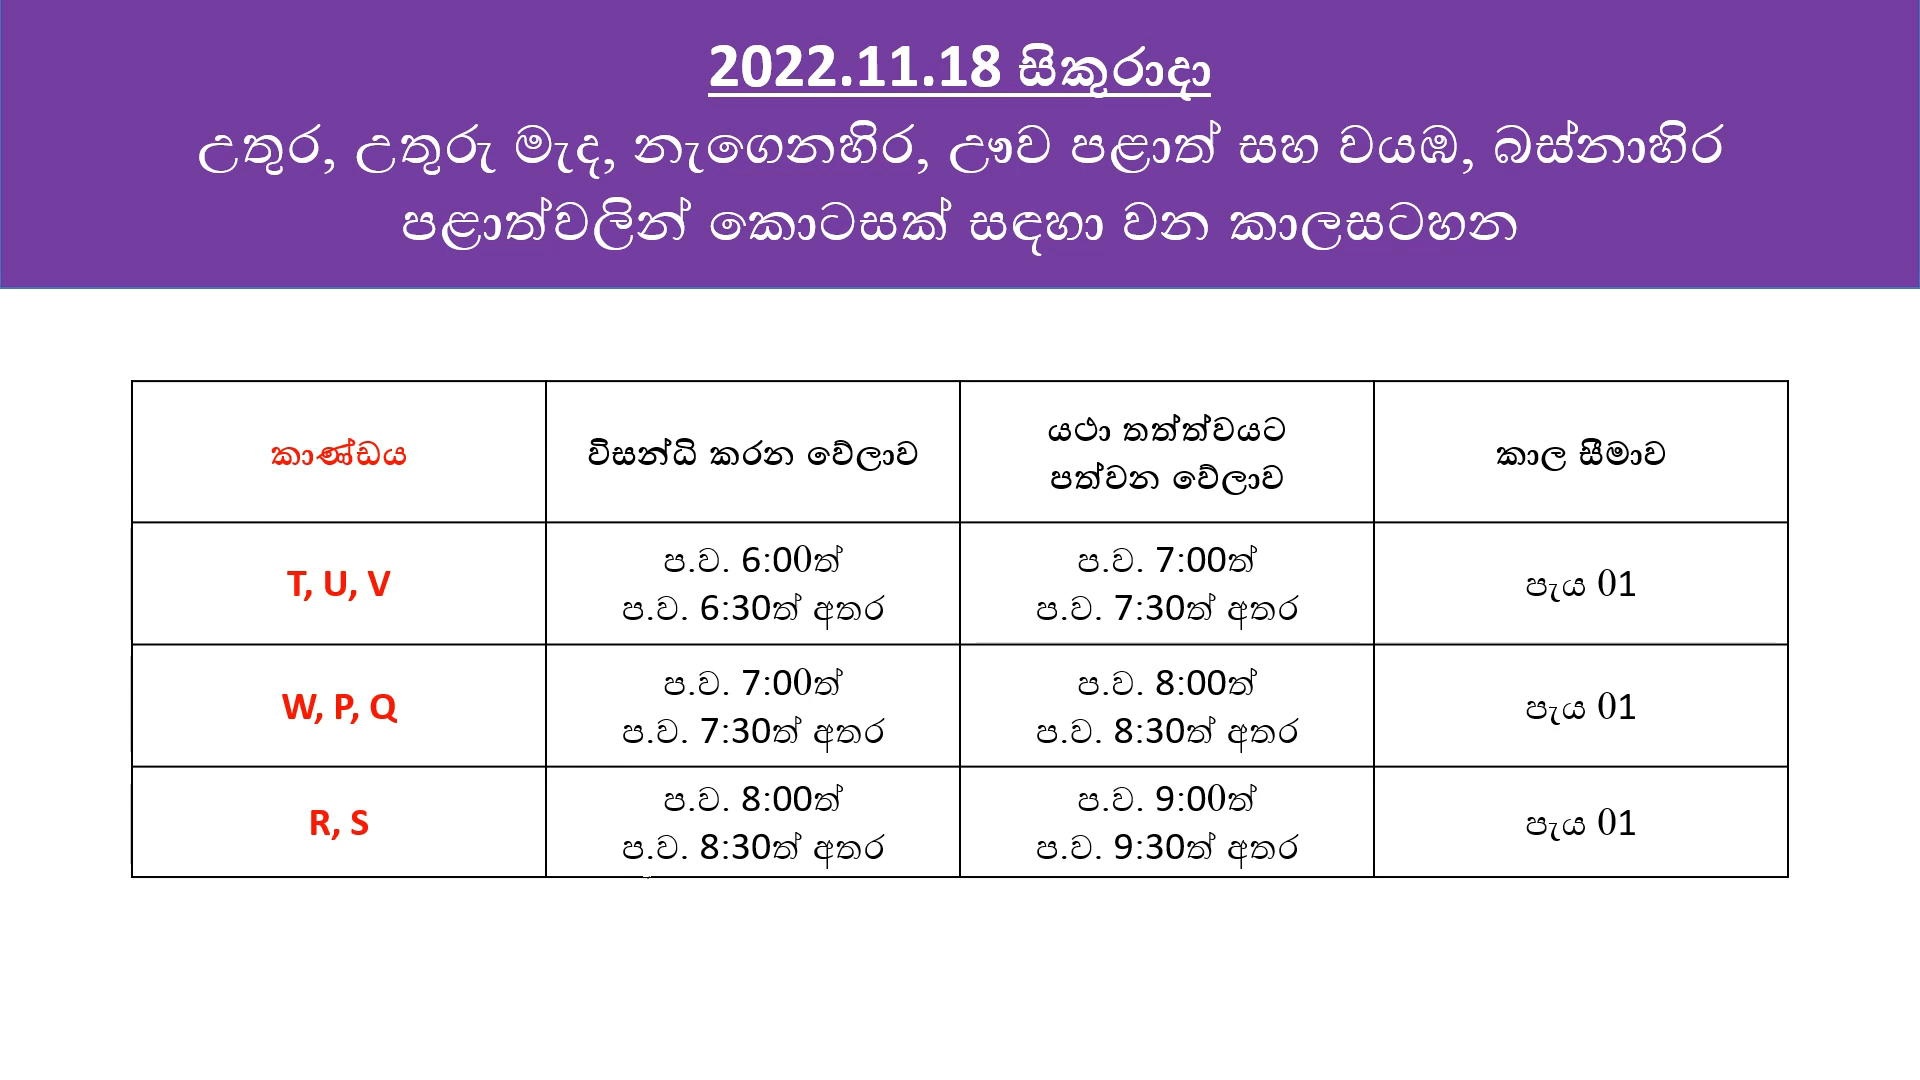 2022.11.18 සිකුරාදා
උතුර, උතුරු මැද, නැගෙනහිර, ඌව පළාත් සහ වයඹ, බස්නාහිර
පළාත්වලින් කොටසක් සඳහා වන කාලසටහන
කාණ්ඩය
විසන්ධි කරන වේලාව
යථා තත්ත්වයට
පත්වන වේලාව
කාල සීමාව
T, U, V
ප.ව. 6:00ත්
ප.ව. 6:30ත් අතර
ප.ව. 7:00ත්
ප.ව. 7:30ත් අතර
පැය 01
W, P, Q
ප.ව. 7:00ත්
ප.ව. 7:30ත් අතර
ප.ව. 8:00ත්
ප.ව. 8:30ත් අතර
පැය 01
R, S
ප.ව. 8:00ත්
ප.ව. 8:30ත් අතර
ප.ව. 9:00ත්
ප.ව. 9:30ත් අතර
පැය 01